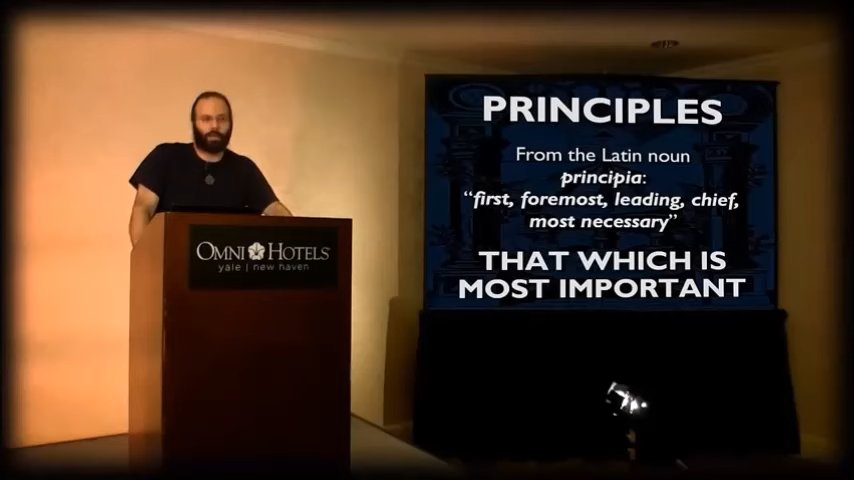 PRINCIPLES
From the Latin noun
principia:
“first, foremost, leading, chief,
most necessary”
THAT WHICH IS
MOST IMPORTANT
OMNI HOTELS
yale | new haven